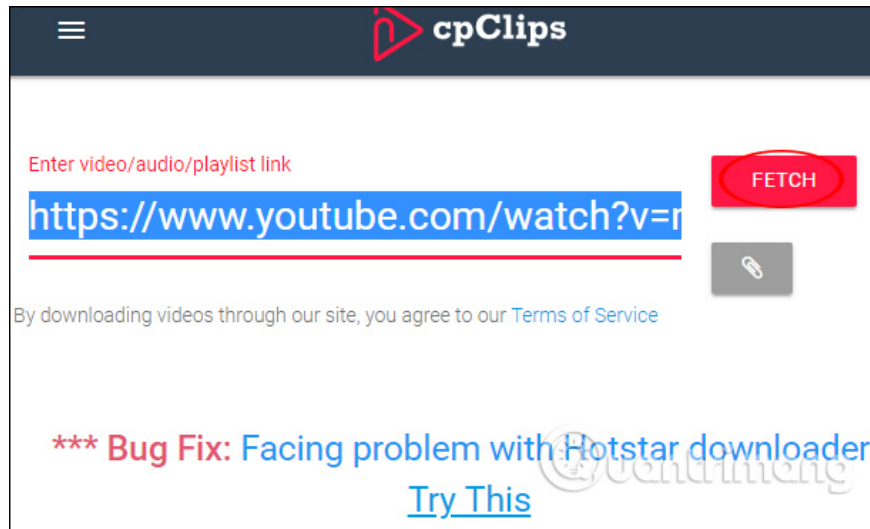 cpClips
Enter video/audio/playlist link
FETCH
https://www.youtube.com/watch?v=r
By downloading videos through our site, you agree to our Terms of Service
*** Bug Fix: Facing problem with Hotstar downloader
Quantrimang
Try This